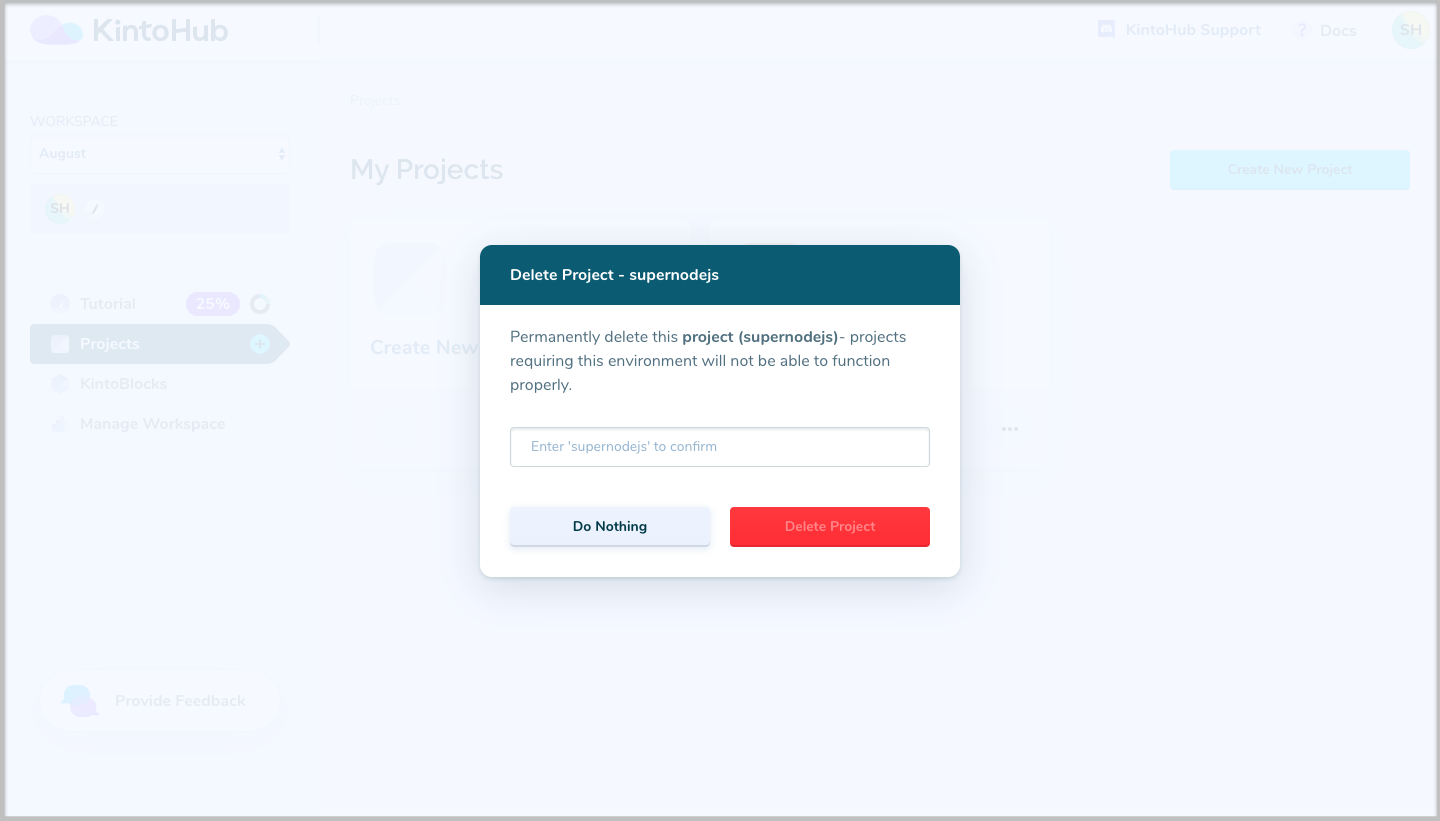 KintoHub
KintoHub Support
? Docs
SH
Projects
WORKSPACE
August
My Projects
Create New Project
SH /
Tutorial 25%
Projects
KintoBlocks
Manage Workspace
Create New
Delete Project - supernodejs
Permanently delete this project (supernodejs)- projects
requiring this environment will not be able to function
properly.
Enter 'supernodejs' to confirm
Do Nothing
Delete Project
Provide Feedback